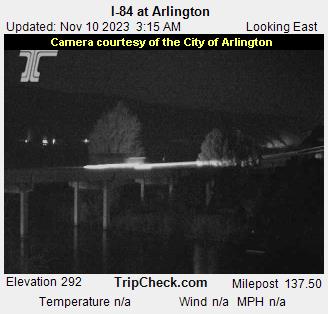 I-84 at Arlington
Updated: Nov 10 2023 3:15 AM Looking East
Camera courtesy of the City of Arlington
Elevation 292 TripCheck.com Milepost 137.50
Temperature n/a Wind n/a MPH n/a